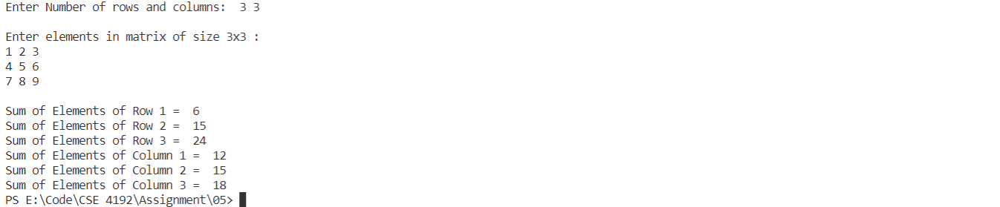 Enter Number of rows and columns:  3 3
Enter elements in matrix of size 3x3 :
1 2 3
4 5 6
7 8 9
Sum of Elements of Row 1 =  6
Sum of Elements of Row 2 =  15
Sum of Elements of Row 3 =  24
Sum of Elements of Column 1 =  12
Sum of Elements of Column 2 =  15
Sum of Elements of Column 3 =  18
PS E:\Code\CSE 4192\Assignment\05>